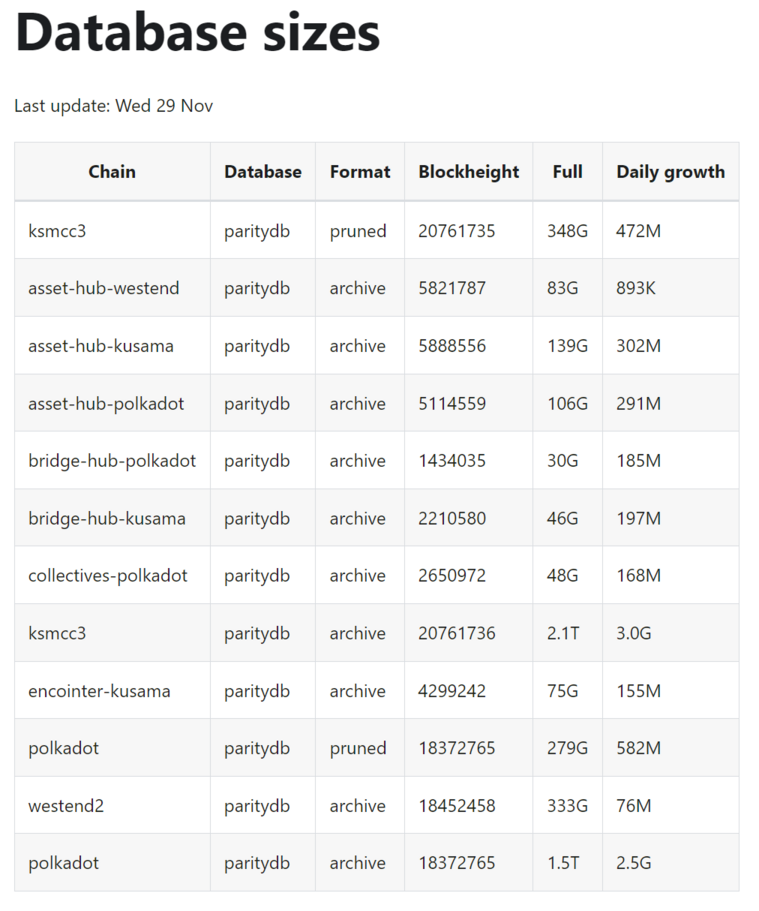 Database sizes
Last update: Wed 29 Nov
Chain Database Format Blockheight Full Daily growth
ksmcc3 paritydb pruned 20761735 348G 472M
asset-hub-westend paritydb archive 5821787 83G 893K
asset-hub-kusama paritydb archive 5888556 139G 302M
asset-hub-polkadot paritydb archive 5114559 106G 291M
bridge-hub-polkadot paritydb archive 1434035 30G 185M
bridge-hub-kusama paritydb archive 2210580 46G 197M
collectives-polkadot paritydb archive 2650972 48G 168M
ksmcc3 paritydb archive 20761736 2.1T 3.0G
encointer-kusama paritydb archive 4299242 75G 155M
polkadot paritydb pruned 18372765 279G 582M
westend2 paritydb archive 18452458 333G 76M
polkadot paritydb archive 18372765 1.5T 2.5G